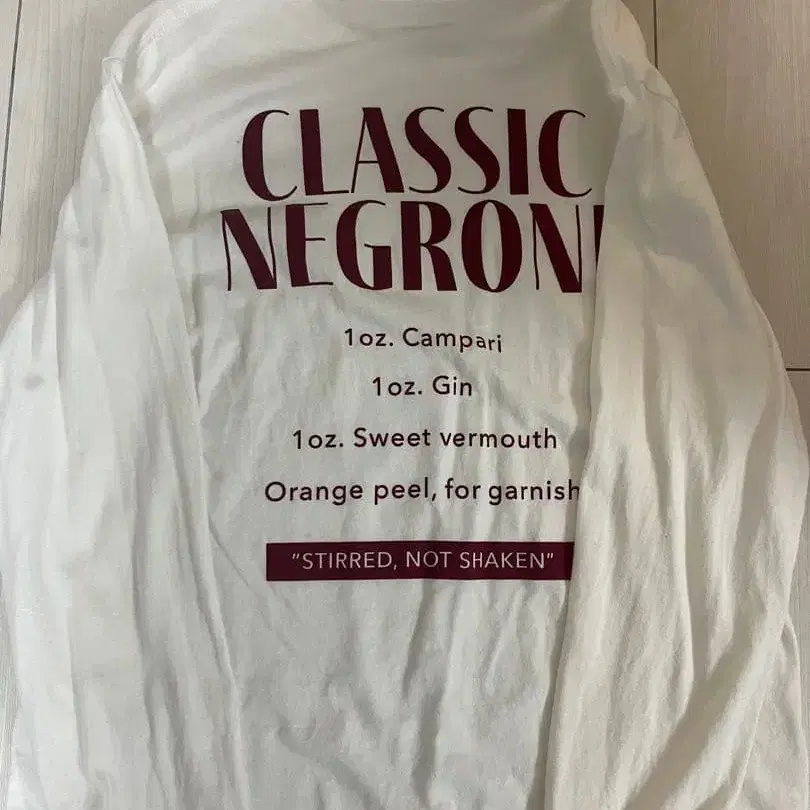 CLASSIC
NEGRONI
1oz. Campari
1oz. Gin
1oz. Sweet vermouth
Orange peel, for garnish
"STIRRED, NOT SHAKEN"